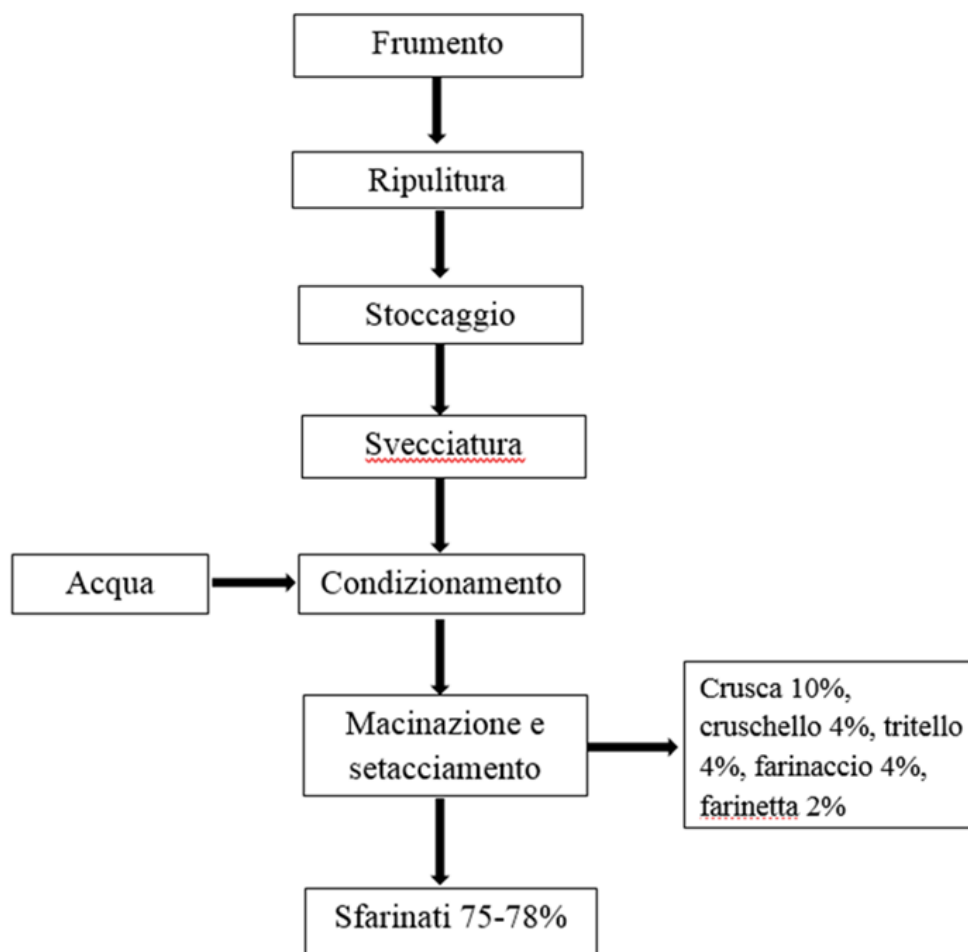 Frumento
Ripulitura
Stoccaggio
Svecciatura
Acqua
Condizionamento
Macinazione e
setacciamento
Crusca 10%,
cruschello 4%, tritello
4%, farinaccio 4%,
farinetta 2%
Sfarinati 75-78%